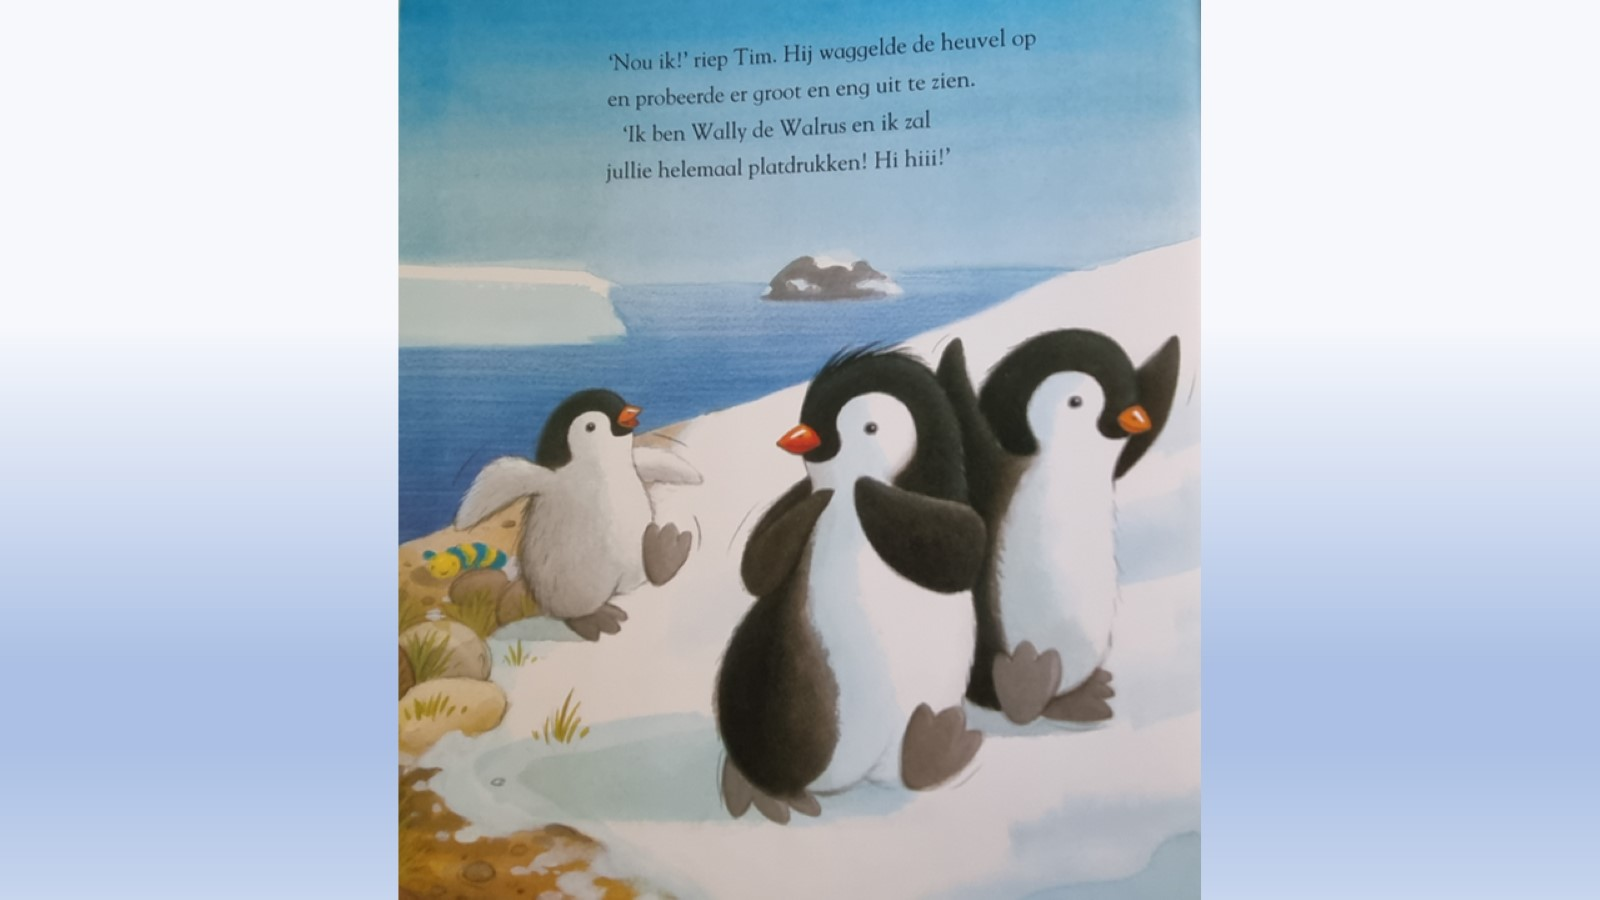 ‘Nou ik!’ riep Tim. Hij waggelde de heuvel op
en probeerde er groot en eng uit te zien.
‘Ik ben Wally de Walrus en ik zal
jullie helemaal platdrukken! Hi hiii!’